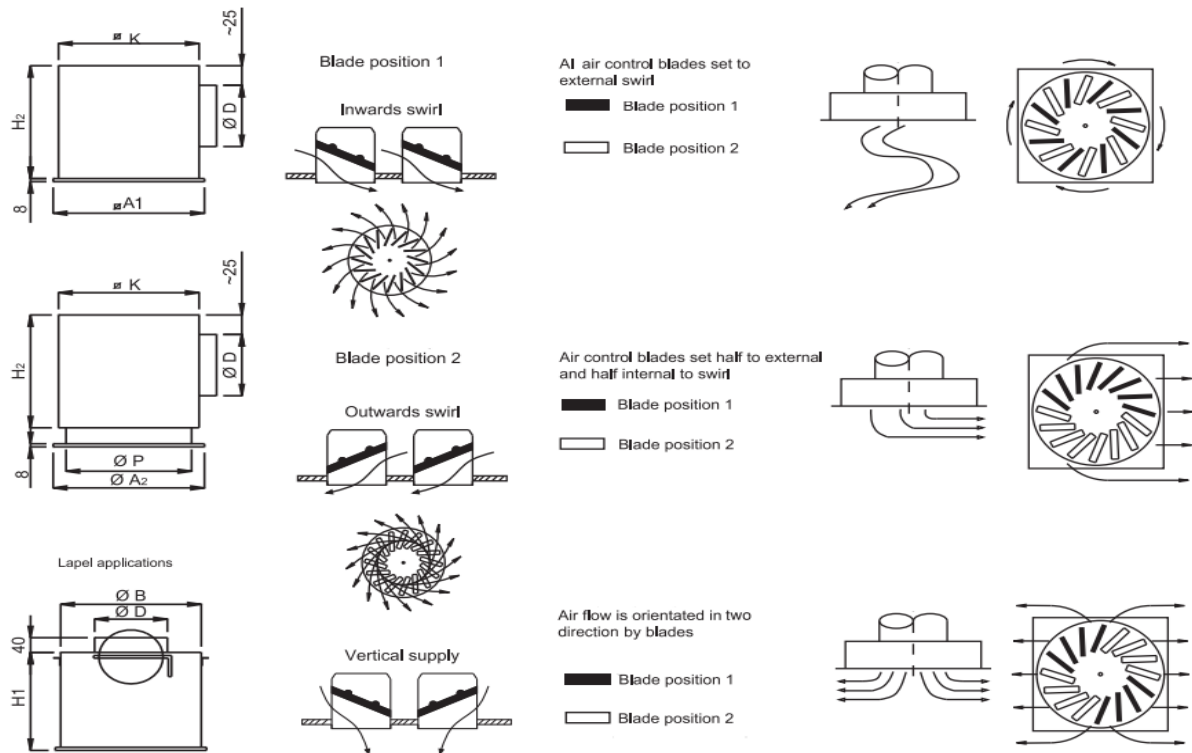 ⌀ K
~25
H2
Ø D
8
⌀A1
Blade position 1
Inwards swirl
Al air control blades set to
external swirl
Blade position 1
Blade position 2
⌀ K
~25
H2
Ø D
8
Ø P
Ø A2
Blade position 2
Outwards swirl
Air control blades set half to external
and half internal to swirl
Blade position 1
Blade position 2
Lapel applications
Ø B
Ø D
40
H1
Vertical supply
Air flow is orientated in two
direction by blades
Blade position 1
Blade position 2